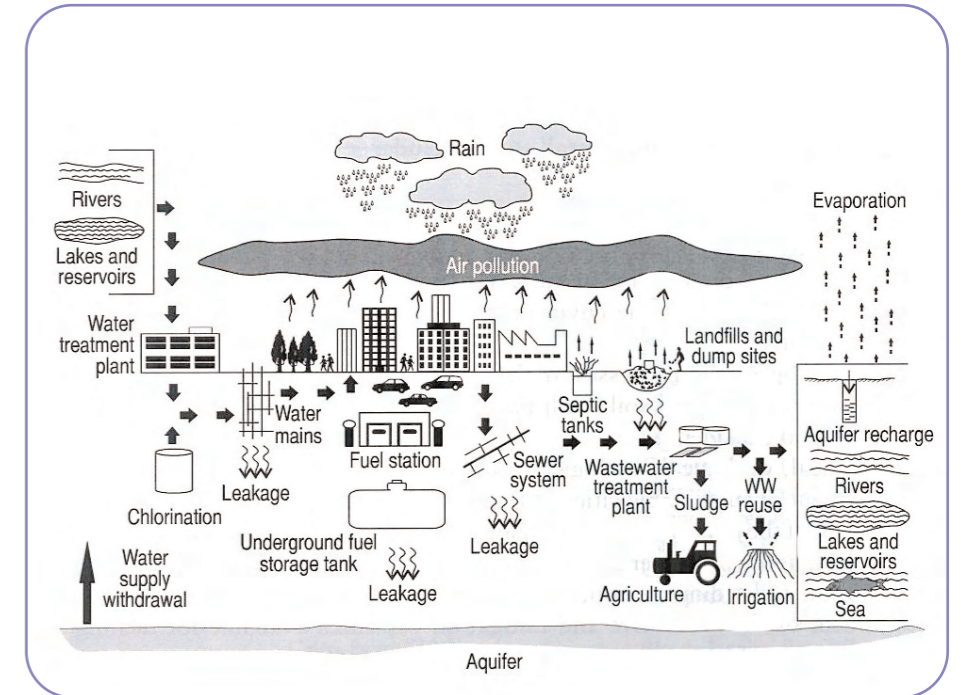 Rain
Rivers
Lakes and
reservoirs
Water
treatment
plant
Air pollution
Evaporation
Landfills and
dump sites
Water
mains
Septic
tanks
Fuel station
Leakage
Chlorination
Sewer
system
Wastewater
treatment
plant
Sludge
WW
reuse
Aquifer recharge
Rivers
Lakes and
reservoirs
Sea
Underground fuel
storage tank
Leakage
Leakage
Water
supply
withdrawal
Agriculture
Irrigation
Aquifer